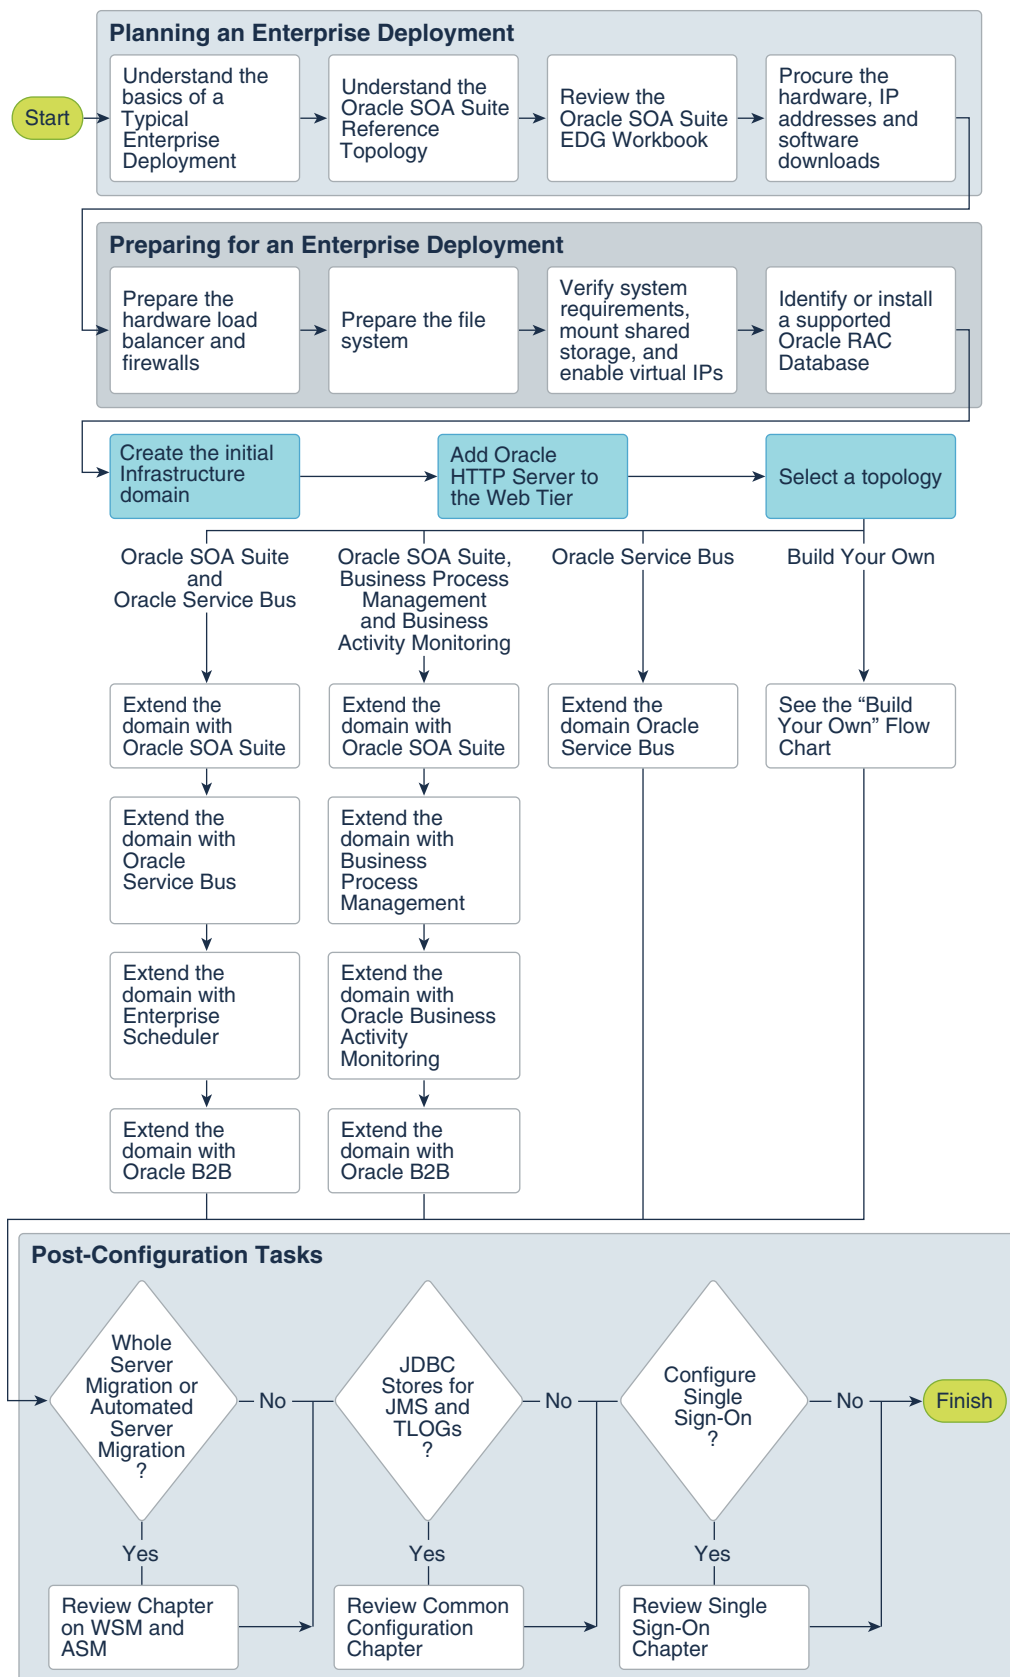 Planning an Enterprise Deployment
Start
Understand the
basics of a
Typical
Enterprise
Deployment
Understand the
Oracle SOA Suite
Reference
Topology
Review the
Oracle SOA Suite
EDG Workbook
Procure the
hardware, IP
addresses and
software
downloads
Preparing for an Enterprise Deployment
Prepare the
hardware load
balancer and
firewalls
Prepare the file
system
Verify system
requirements,
mount shared
storage, and
enable virtual IPs
Identify or install
a supported
Oracle RAC
Database
Create the initial
Infrastructure
domain
Add Oracle
HTTP Server to
the Web Tier
Select a topology
Oracle SOA Suite
and
Oracle Service Bus
Oracle SOA Suite,
Business Process
Management
and Business
Activity Monitoring
Oracle Service Bus
Build Your Own
Extend the
domain with
Oracle SOA Suite
Extend the
domain with
Oracle SOA Suite
Extend the
domain Oracle
Service Bus
See the “Build
Your Own” Flow
Chart
Extend the
domain with
Oracle
Service Bus
Extend the
domain with
Business
Process
Management
Extend the
domain with
Enterprise
Scheduler
Extend the
domain with
Oracle Business
Activity
Monitoring
Extend the
domain with
Oracle B2B
Extend the
domain with
Oracle B2B
Post-Configuration Tasks
Whole
Server
Migration or
Automated
Server
Migration
?
No
JDBC
Stores for
JMS and
TLOGs
?
No
Configure
Single
Sign-On
?
No
Finish
Yes
Yes
Yes
Review Chapter
on WSM and
ASM
Review Common
Configuration
Chapter
Review Single
Sign-On
Chapter